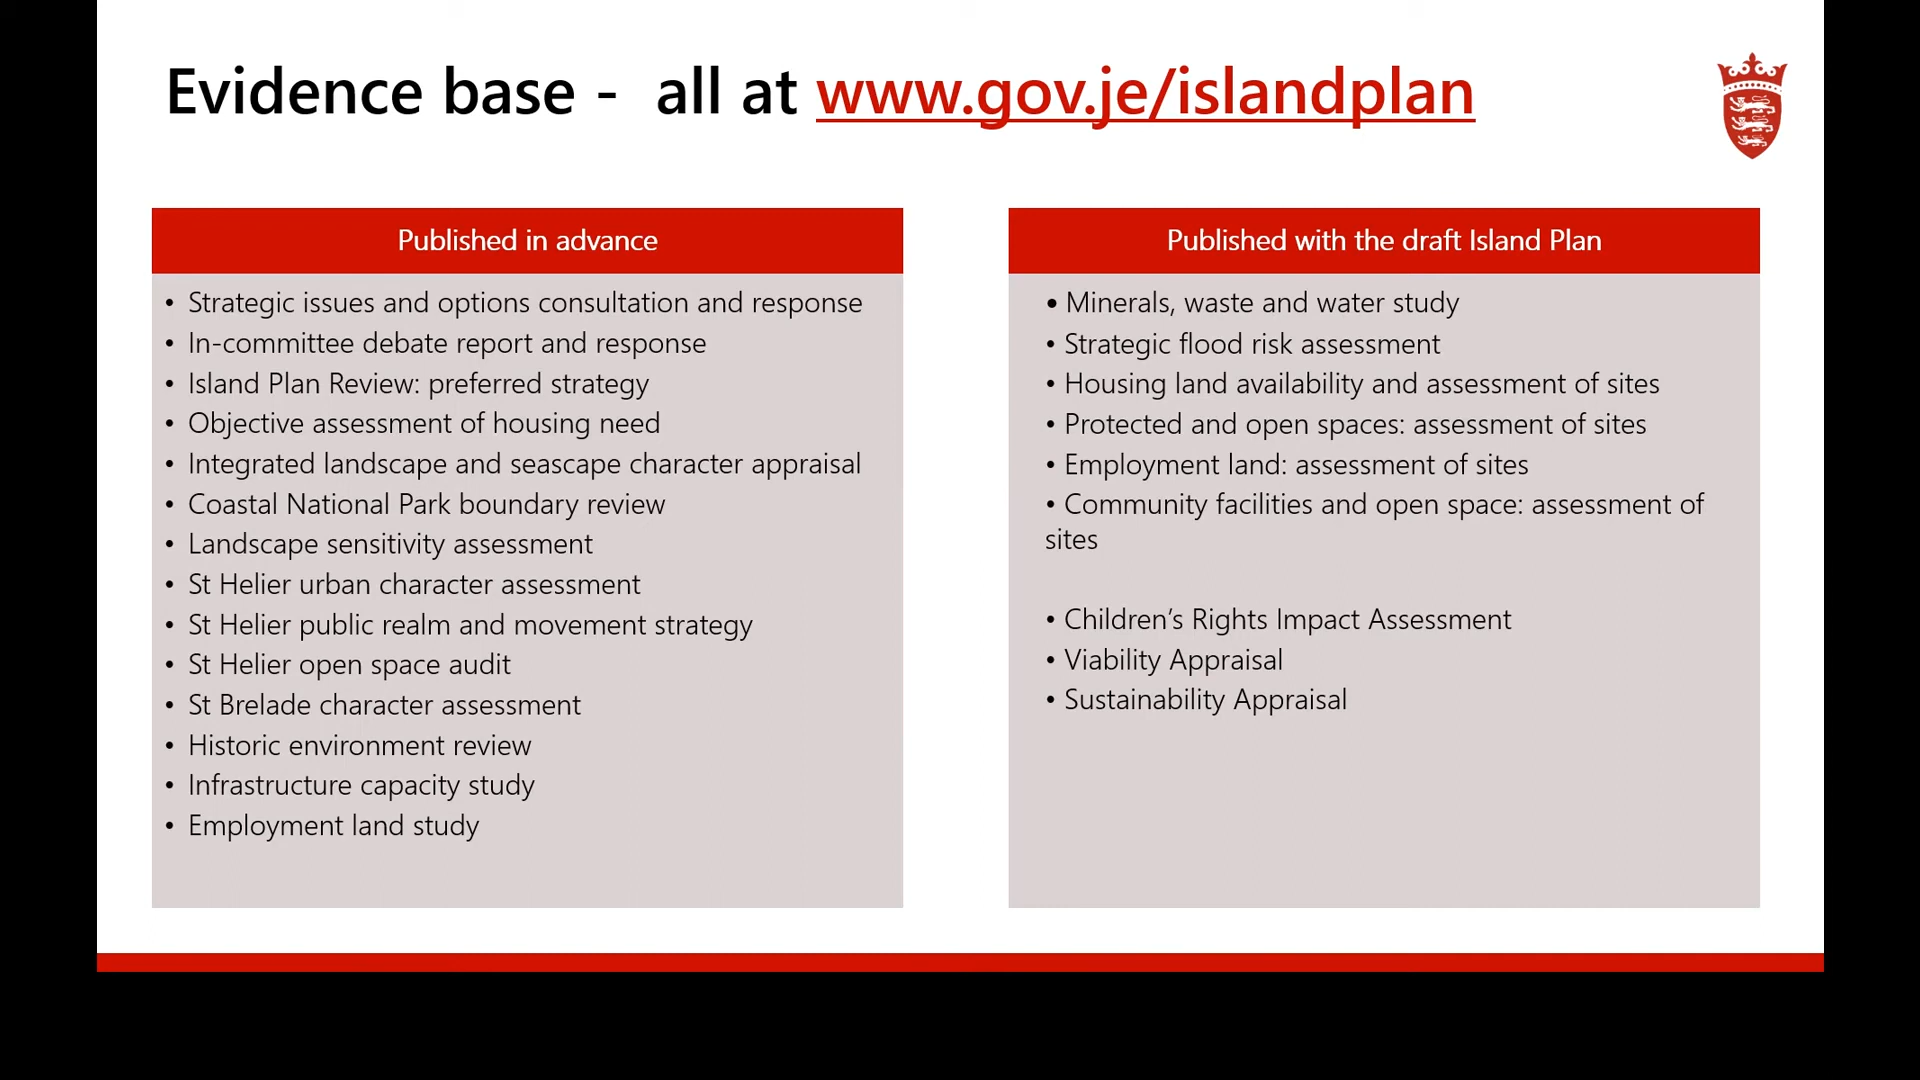 Evidence base -  all at www.gov.je/islandplan
Published in advance
• Strategic issues and options consultation and response
• In-committee debate report and response
• Island Plan Review: preferred strategy
• Objective assessment of housing need
• Integrated landscape and seascape character appraisal
• Coastal National Park boundary review
• Landscape sensitivity assessment
• St Helier urban character assessment
• St Helier public realm and movement strategy
• St Helier open space audit
• St Brelade character assessment
• Historic environment review
• Infrastructure capacity study
• Employment land study
Published with the draft Island Plan
• Minerals, waste and water study
• Strategic flood risk assessment
• Housing land availability and assessment of sites
• Protected and open spaces: assessment of sites
• Employment land: assessment of sites
• Community facilities and open space: assessment of
sites
• Children’s Rights Impact Assessment
• Viability Appraisal
• Sustainability Appraisal